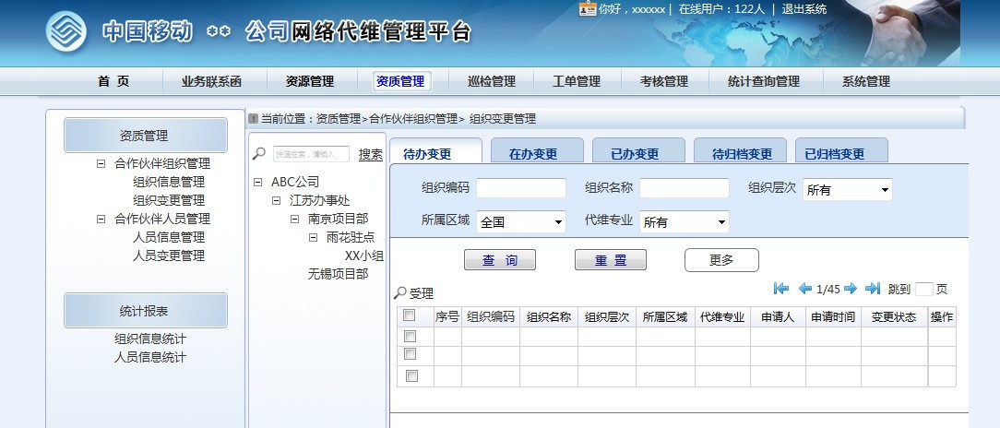 你好，xxxxxx | 在线用户：122人 | 退出系统
中国移动 ** 公司网络代维管理平台
首 页 业务联系函 资源管理 资质管理 巡检管理 工单管理 考核管理 统计查询管理 系统管理
当前位置：资质管理>合作伙伴组织管理> 组织变更管理
资质管理
合作伙伴组织管理
组织信息管理
组织变更管理
合作伙伴人员管理
人员信息管理
人员变更管理
统计报表
组织信息统计
人员信息统计
快速搜索，请输入 搜索
ABC公司
江苏办事处
南京项目部
雨花驻点
XX小组
无锡项目部
待办变更 在办变更 已办变更 待归档变更 已归档变更
组织编码 组织名称 组织层次 所有
所属区域 全国 代维专业 所有
查 询 重 置 更多
受理 1/45 跳到 页
序号 组织编码 组织名称 组织层次 所属区域 代维专业 申请人 申请时间 变更状态 操作